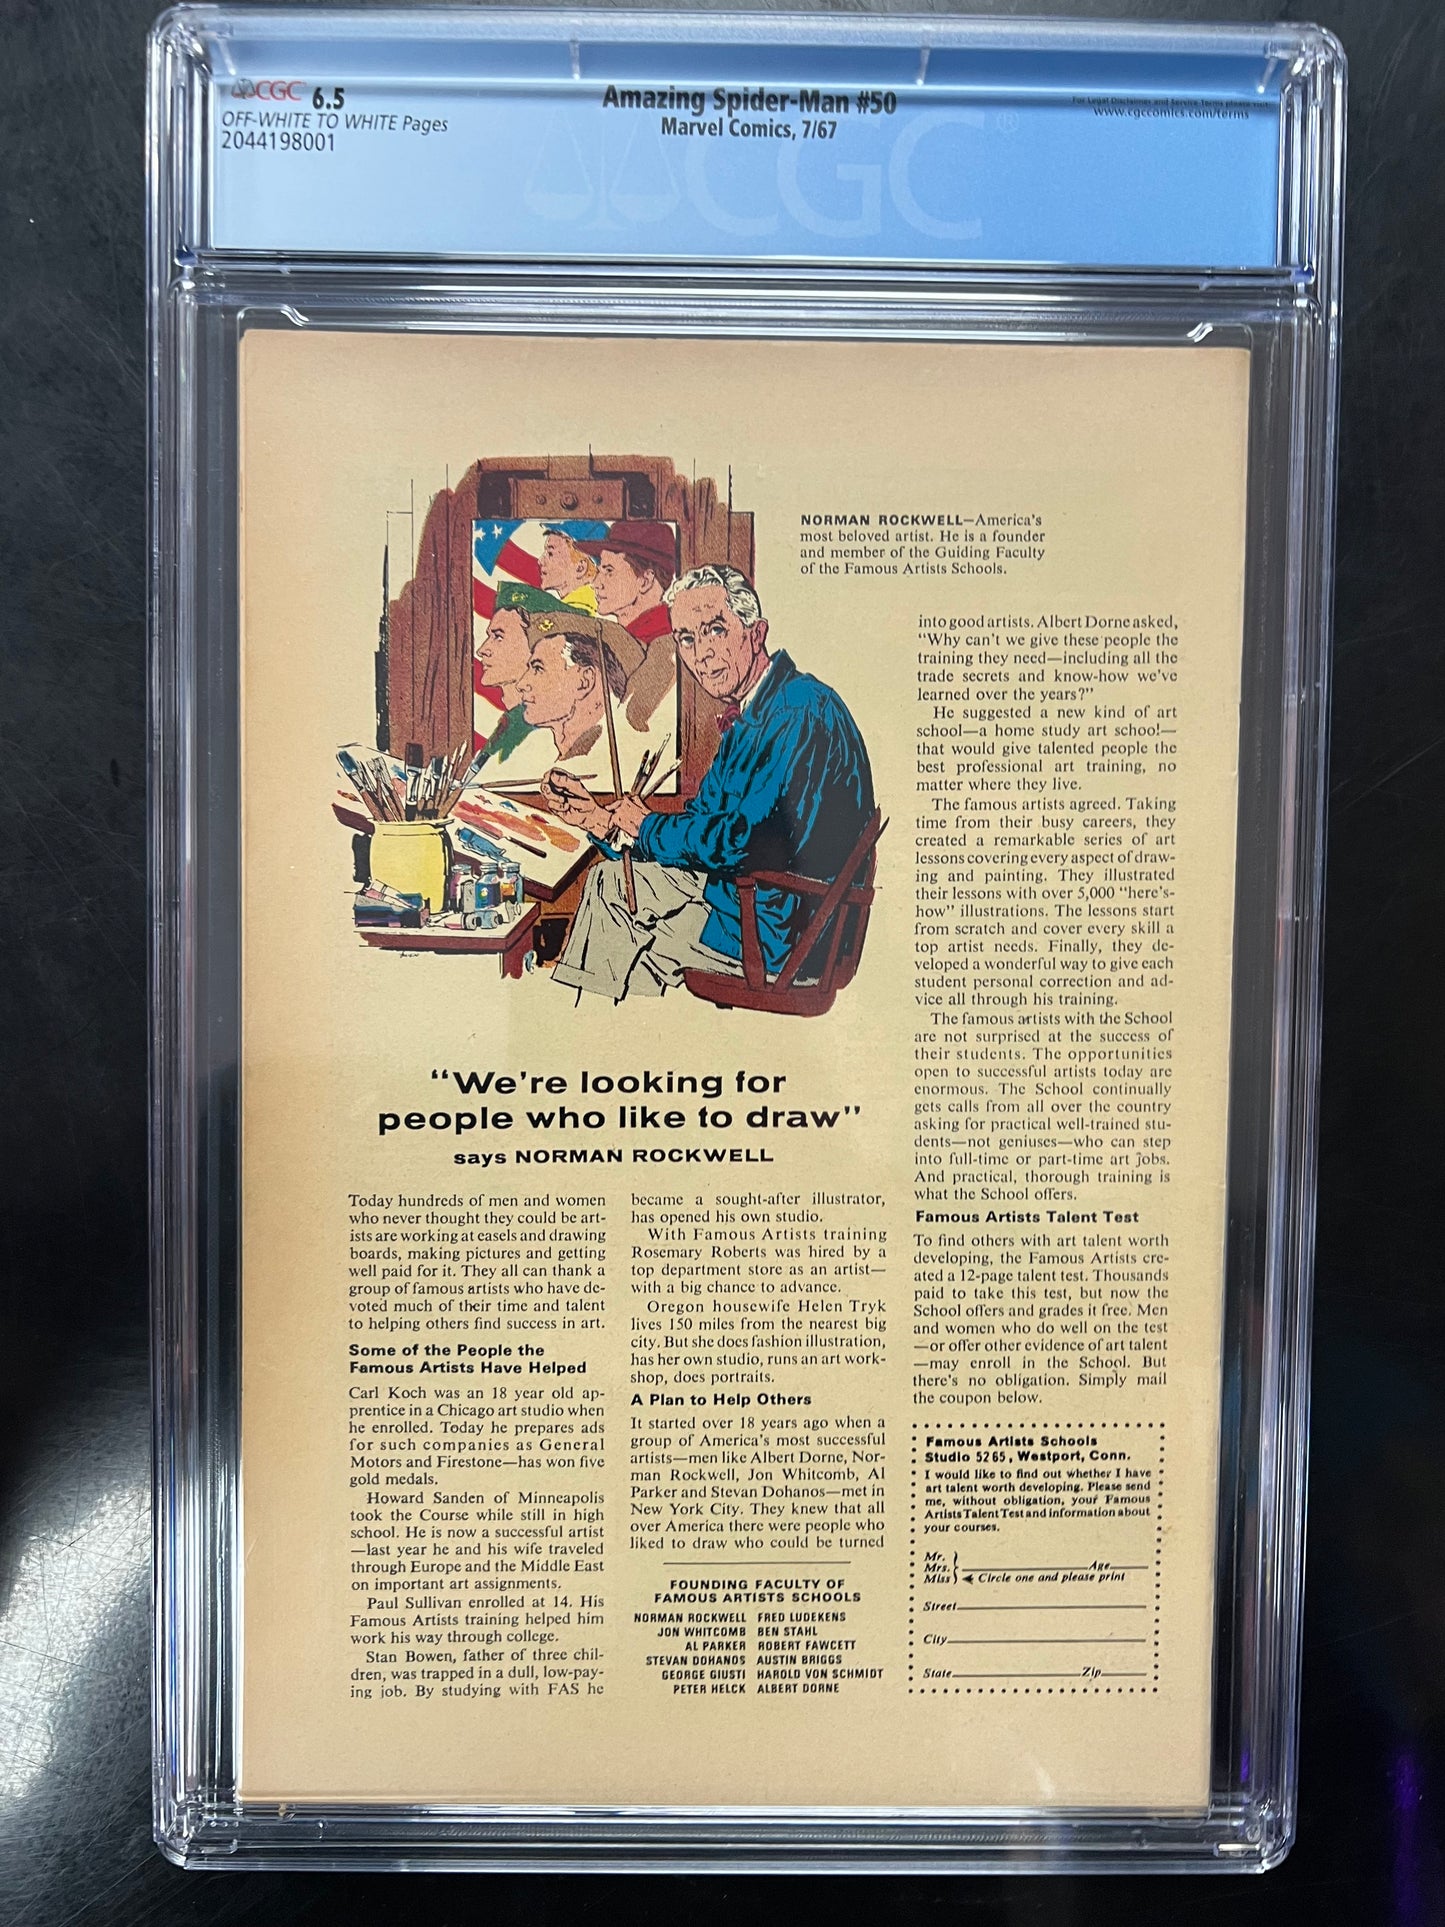 CGC 6.5
OFF-WHITE TO WHITE Pages
2044198001
Amazing Spider-Man #50
Marvel Comics, 7/67
For Legal Disclaimer and Service Terms please visit
www.cgccomics.com/terms
CGC®
NORMAN ROCKWELL—America's
most beloved artist. He is a founder
and member of the Guiding Faculty
of the Famous Artists Schools.
"We're looking for
people who like to draw"
says NORMAN ROCKWELL
Today hundreds of men and women
who never thought they could be art-
ists are working at easels and drawing
boards, making pictures and getting
well paid for it. They all can thank a
group of famous artists who have de-
voted much of their time and talent
to helping others find success in art.
Some of the People the
Famous Artists Have Helped
Carl Koch was an 18 year old ap-
prentice in a Chicago art studio when
he enrolled. Today he prepares ads
for such companies as General
Motors and Firestone—has won five
gold medals.
Howard Sanden of Minneapolis
took the Course while still in high
school. He is now a successful artist
—last year he and his wife traveled
through Europe and the Middle East
on important art assignments.
Paul Sullivan enrolled at 14. His
Famous Artists training helped him
work his way through college.
Stan Bowen, father of three chil-
dren, was trapped in a dull, low-pay-
ing job. By studying with FAS he
became a sought-after illustrator,
has opened his own studio.
With Famous Artists training
Rosemary Roberts was hired by a
top department store as an artist—
with a big chance to advance.
Oregon housewife Helen Tryk
lives 150 miles from the nearest big
city. But she does fashion illustration,
has her own studio, runs an art work-
shop, does portraits.
A Plan to Help Others
It started over 18 years ago when a
group of America's most successful
artists—men like Albert Dorne, Nor-
man Rockwell, Jon Whitcomb, Al
Parker and Stevan Dohanos—met in
New York City. They knew that all
over America there were people who
liked to draw who could be turned
FOUNDING FACULTY OF
FAMOUS ARTISTS SCHOOLS
NORMAN ROCKWELL FRED LUDEKENS
JON WHITCOMB BEN STAHL
AL PARKER ROBERT FAWCETT
STEVAN DOHANOS AUSTIN BRIGGS
GEORGE GIUSTI HAROLD VON SCHMIDT
PETER HELCK ALBERT DORNE
into good artists. Albert Dorne asked,
"Why can't we give these people the
training they need—including all the
trade secrets and know-how we've
learned over the years?"
He suggested a new kind of art
school—a home study art school—
that would give talented people the
best professional art training, no
matter where they live.
The famous artists agreed. Taking
time from their busy careers, they
created a remarkable series of art
lessons covering every aspect of draw-
ing and painting. They illustrated
their lessons with over 5,000 "here's-
how" illustrations. The lessons start
from scratch and cover every skill a
top artist needs. Finally, they de-
veloped a wonderful way to give each
student personal correction and ad-
vice all through his training.
The famous artists with the School
are not surprised at the success of
their students. The opportunities
open to successful artists today are
enormous. The School continually
gets calls from all over the country
asking for practical well-trained stu-
dents—not geniuses—who can step
into full-time or part-time art jobs.
And practical, thorough training is
what the School offers.
Famous Artists Talent Test
To find others with art talent worth
developing, the Famous Artists cre-
ated a 12-page talent test. Thousands
paid to take this test, but now the
School offers and grades it free. Men
and women who do well on the test
—or offer other evidence of art talent
—may enroll in the School. But
there's no obligation. Simply mail
the coupon below.
Famous Artists Schools
Studio 5265, Westport, Conn.
I would like to find out whether I have
art talent worth developing. Please send
me, without obligation, your Famous
Artists Talent Test and information about
your courses.
Mr.
Mrs. Age
Miss Circle one and please print
Street
City
State Zip